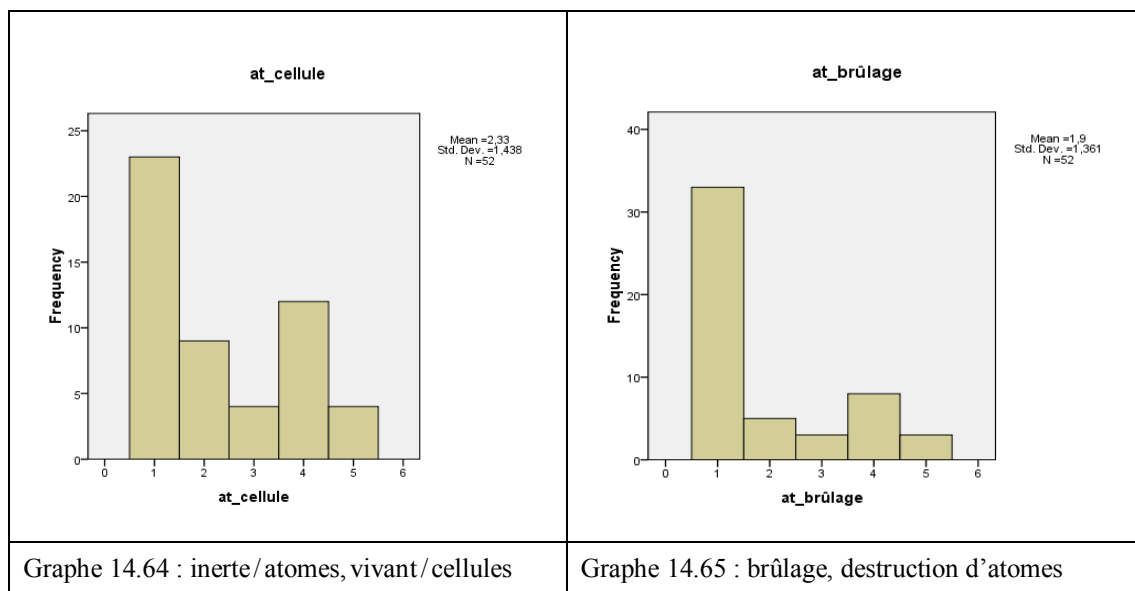 at_cellule
25
20
15
10
5
0
Frequency
0 1 2 3 4 5 6
at_cellule
Mean =2,33
Std. Dev. =1,438
N =52
Graphe 14.64 : inerte/atomes, vivant/cellules
at_brûlage
40
30
20
10
0
Frequency
0 1 2 3 4 5 6
at_brûlage
Mean =1,9
Std. Dev. =1,361
N =52
Graphe 14.65 : brûlage, destruction d’atomes